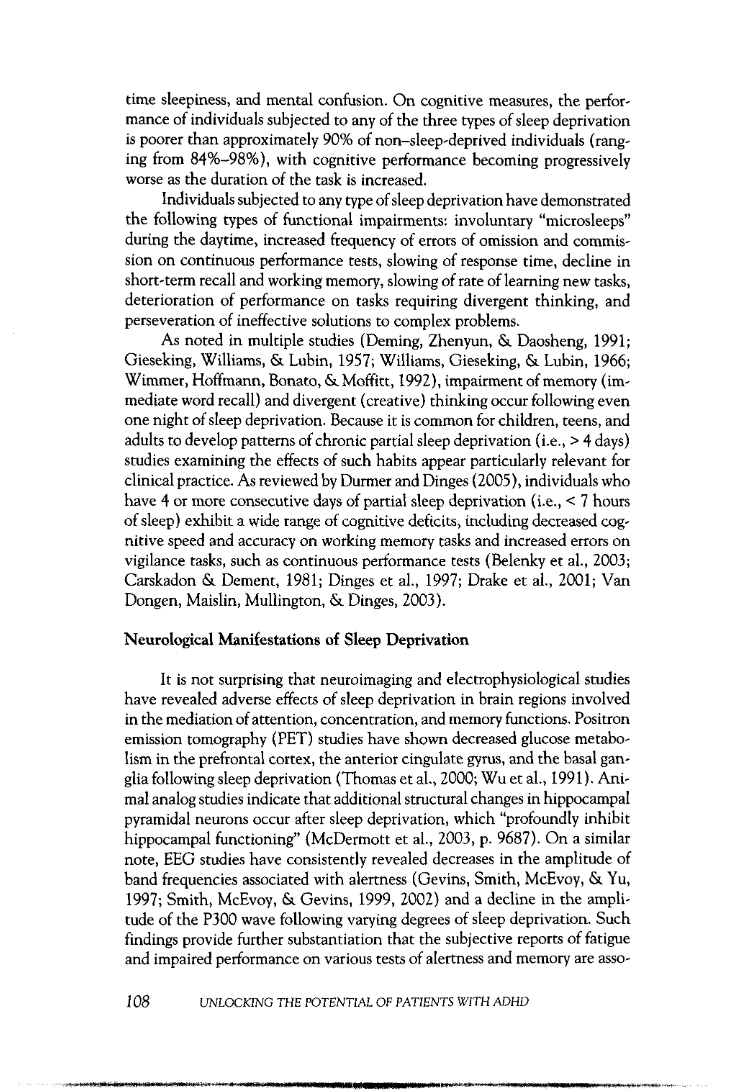 time sleepiness, and mental confusion. On cognitive measures, the perfor-
mance of individuals subjected to any of the three types of sleep deprivation
is poorer than approximately 90% of non–sleep-deprived individuals (rang-
ing from 84%–98%), with cognitive performance becoming progressively
worse as the duration of the task is increased.
Individuals subjected to any type of sleep deprivation have demonstrated
the following types of functional impairments: involuntary “microsleeps”
during the daytime, increased frequency of errors of omission and commis-
sion on continuous performance tests, slowing of response time, decline in
short-term recall and working memory, slowing of rate of learning new tasks,
deterioration of performance on tasks requiring divergent thinking, and
perseveration of ineffective solutions to complex problems.
As noted in multiple studies (Deming, Zhenyun, & Daosheng, 1991;
Gieseking, Williams, & Lubin, 1957; Williams, Gieseking, & Lubin, 1966;
Wimmer, Hoffmann, Bonato, & Moffitt, 1992), impairment of memory (im-
mediate word recall) and divergent (creative) thinking occur following even
one night of sleep deprivation. Because it is common for children, teens, and
adults to develop patterns of chronic partial sleep deprivation (i.e., > 4 days)
studies examining the effects of such habits appear particularly relevant for
clinical practice. As reviewed by Durmer and Dinges (2005), individuals who
have 4 or more consecutive days of partial sleep deprivation (i.e., < 7 hours
of sleep) exhibit a wide range of cognitive deficits, including decreased cog-
nitive speed and accuracy on working memory tasks and increased errors on
vigilance tasks, such as continuous performance tests (Belenky et al., 2003;
Carskadon & Dement, 1981; Dinges et al., 1997; Drake et al., 2001; Van
Dongen, Maislin, Mullington, & Dinges, 2003).
Neurological Manifestations of Sleep Deprivation
It is not surprising that neuroimaging and electrophysiological studies
have revealed adverse effects of sleep deprivation in brain regions involved
in the mediation of attention, concentration, and memory functions. Positron
emission tomography (PET) studies have shown decreased glucose metabo-
lism in the prefrontal cortex, the anterior cingulate gyrus, and the basal gan-
glia following sleep deprivation (Thomas et al., 2000; Wu et al., 1991). Ani-
mal analog studies indicate that additional structural changes in hippocampal
pyramidal neurons occur after sleep deprivation, which “profoundly inhibit
hippocampal functioning” (McDermott et al., 2003, p. 9687). On a similar
note, EEG studies have consistently revealed decreases in the amplitude of
band frequencies associated with alertness (Gevins, Smith, McEvoy, & Yu,
1997; Smith, McEvoy, & Gevins, 1999, 2002) and a decline in the ampli-
tude of the P300 wave following varying degrees of sleep deprivation. Such
findings provide further substantiation that the subjective reports of fatigue
and impaired performance on various tests of alertness and memory are asso-
108 UNLOCKING THE POTENTIAL OF PATIENTS WITH ADHD